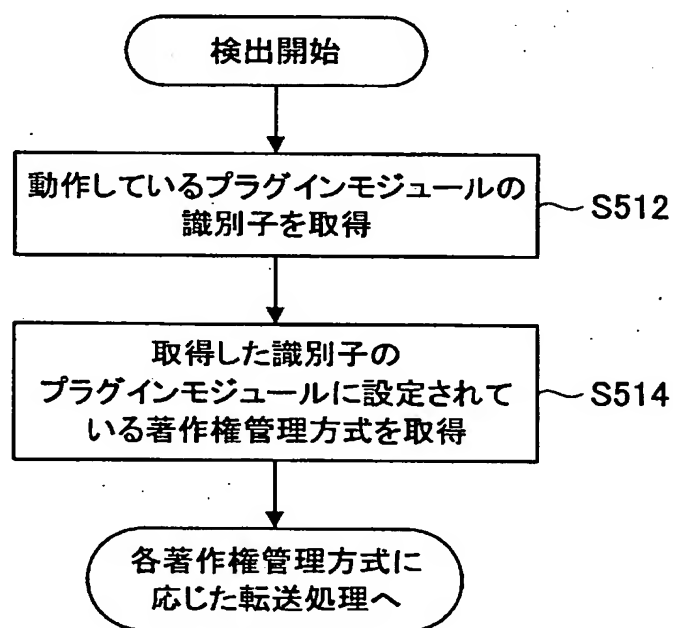 検出開始
動作しているプラグインモジュールの
識別子を取得
S512
取得した識別子の
プラグインモジュールに設定されて
いる著作権管理方式を取得
S514
各著作権管理方式に
応じた転送処理へ